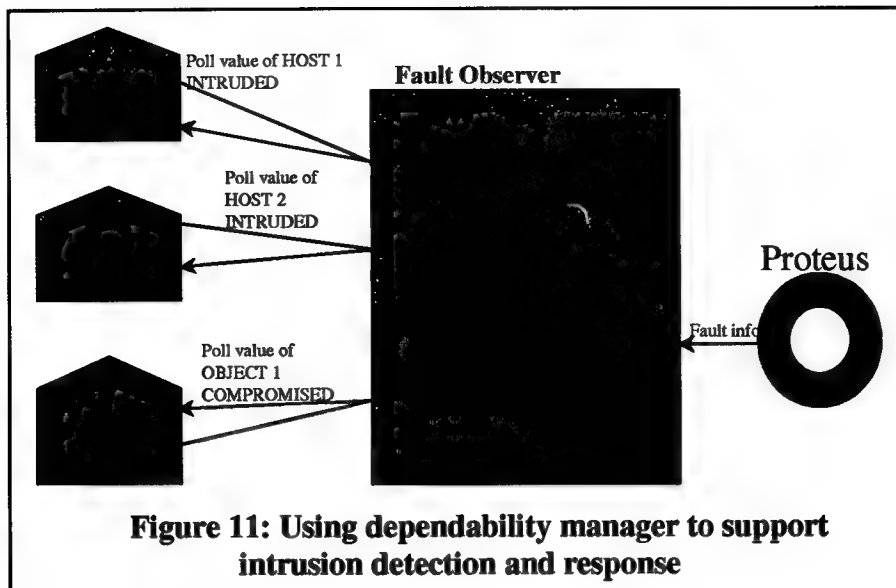 Poll value of HOST 1
INTRUDED
Fault Observer
Poll value of
HOST 2
INTRUDED
Proteus
Fault info
Poll value of
OBJECT 1
COMPROMISED
Figure 11: Using dependability manager to support
intrusion detection and response